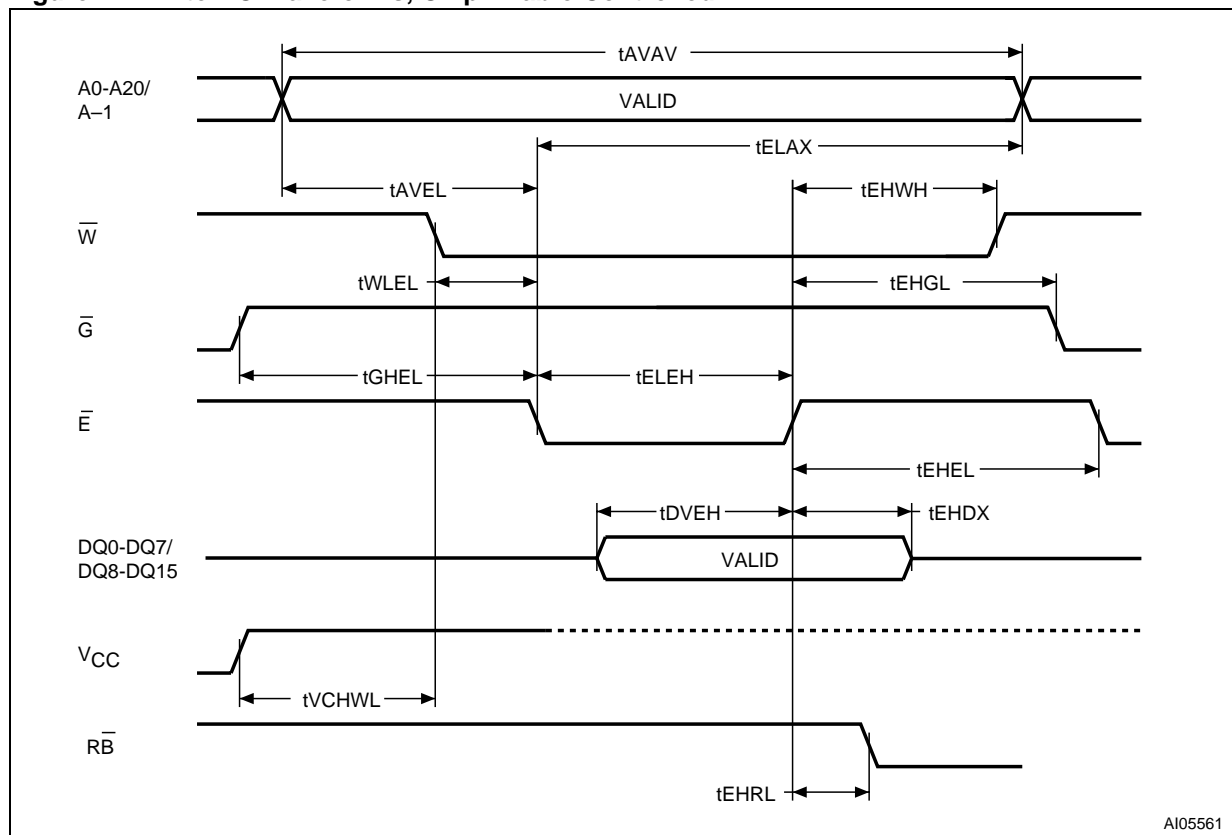 tAVAV
A0-A20/
A–1
VALID
tELAX
tAVEL
tEHWH
W̅
tWLEL
tEHGL
G̅
tGHEL
tELEH
E̅
tEHEL
tDVEH
tEHDX
DQ0-DQ7/
DQ8-DQ15
VALID
VCC
tVCHWL
RB̅
tEHRL
AI05561